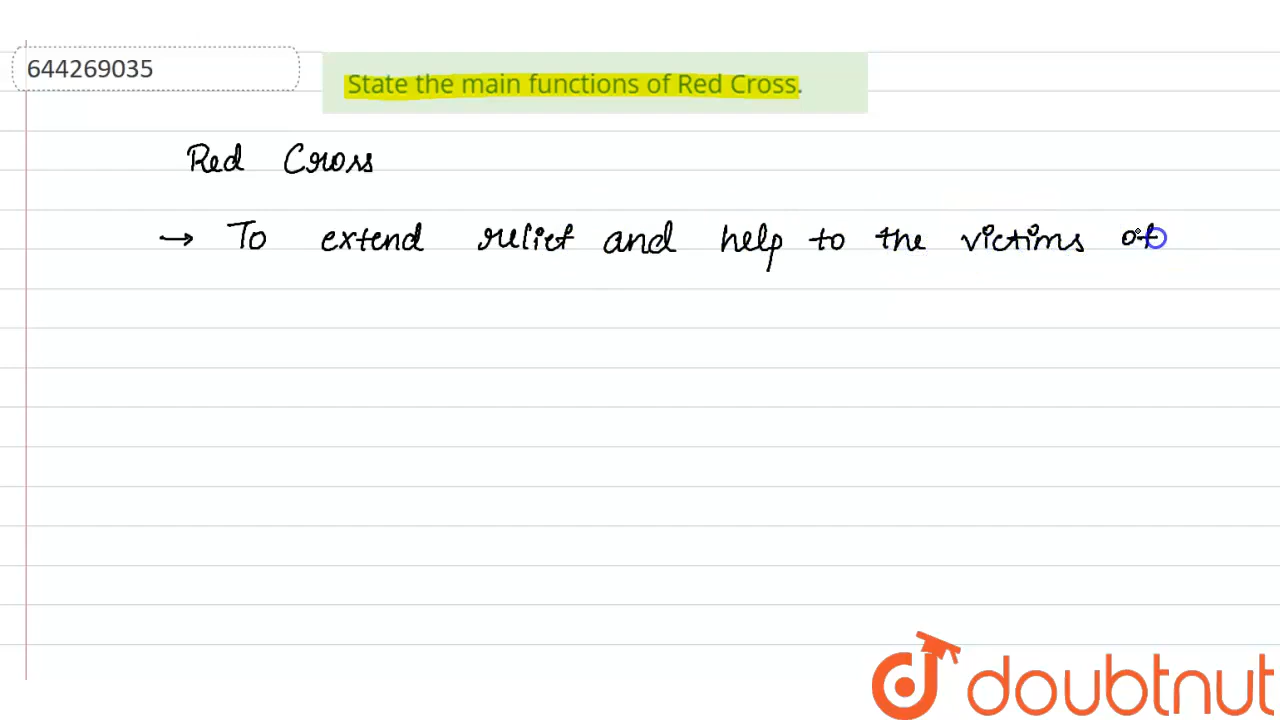 644269035
State the main functions of Red Cross.
Red Cross
→ To extend relief and help to the victims of
doubtnut